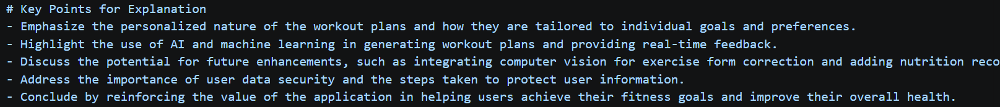 # Key Points for Explanation
- Emphasize the personalized nature of the workout plans and how they are tailored to individual goals and preferences.
- Highlight the use of AI and machine learning in generating workout plans and providing real-time feedback.
- Discuss the potential for future enhancements, such as integrating computer vision for exercise form correction and adding nutrition reco
- Address the importance of user data security and the steps taken to protect user information.
- Conclude by reinforcing the value of the application in helping users achieve their fitness goals and improve their overall health.